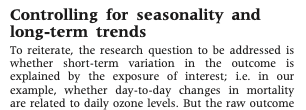 Controlling for seasonality and
long-term trends
To reiterate, the research question to be addressed is
whether short-term variation in the outcome is
explained by the exposure of interest; i.e. in our
example, whether day-to-day changes in mortality
are related to daily ozone levels. But the raw outcome